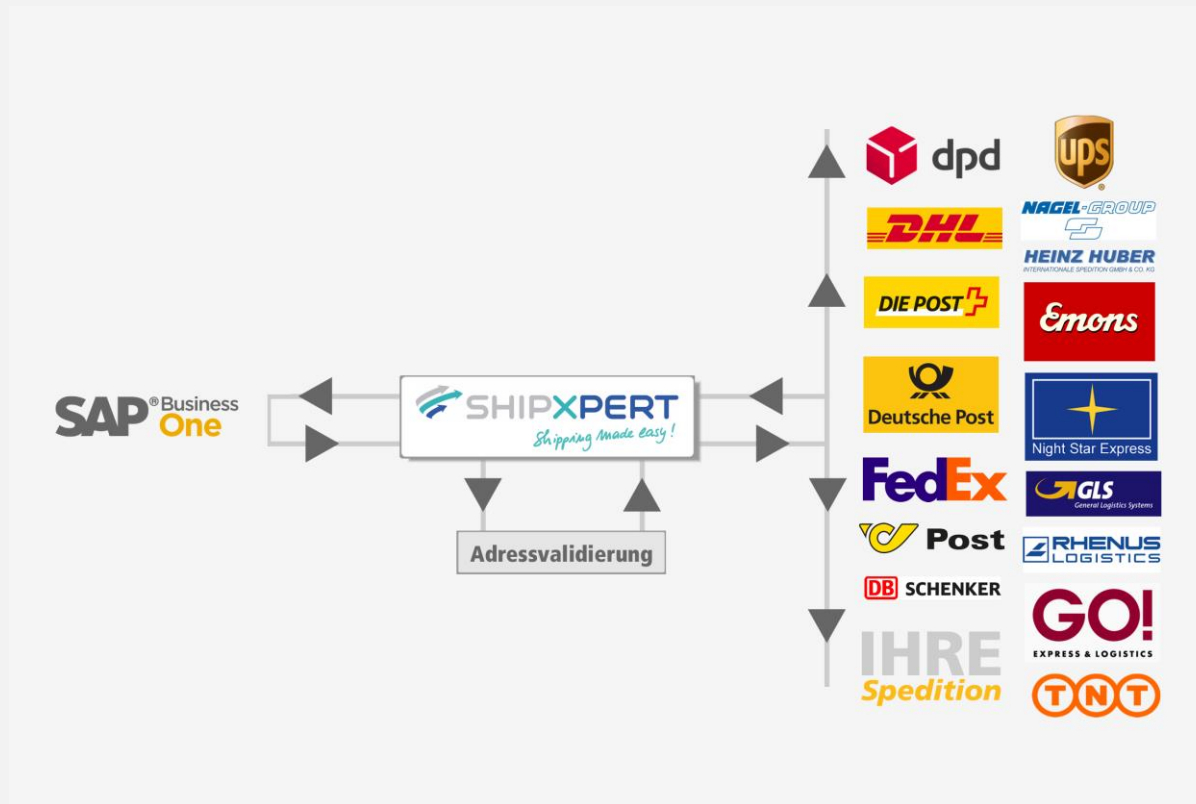 SAP® Business
One
SHIPXPERT
Shipping made easy!
Adressvalidierung
dpd
DHL
DIE POST
Deutsche Post
FedEx
Post
DB SCHENKER
IHRE
Spedition
ups
®
NAGEL-GROUP
HEINZ HUBER
INTERNATIONALE SPEDITION GMBH & CO. KG
Emons
Night Star Express
GLS
General Logistics Systems
RHENUS
LOGISTICS
GO!
EXPRESS & LOGISTICS
TNT